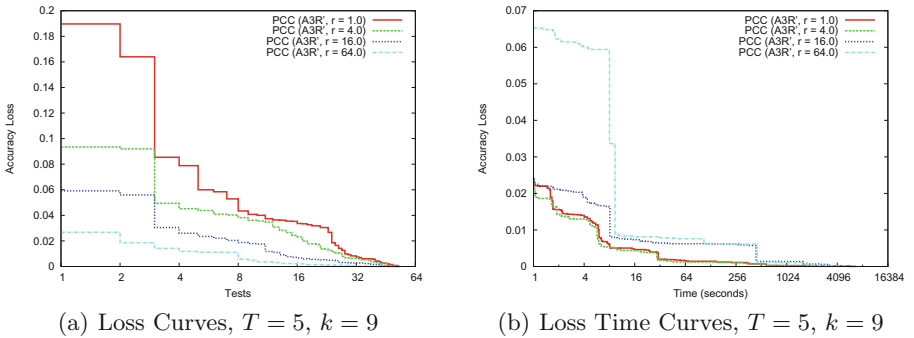 PCC (A3R', r = 1.0)
PCC (A3R', r = 4.0)
PCC (A3R', r = 16.0)
PCC (A3R', r = 64.0)
0.2
0.18
0.16
0.14
0.12
0.1
0.08
0.06
0.04
0.02
0
Accuracy Loss
1 2 4 8 16 32 64
Tests
(a) Loss Curves, T = 5, k = 9
PCC (A3R', r = 1.0)
PCC (A3R', r = 4.0)
PCC (A3R', r = 16.0)
PCC (A3R', r = 64.0)
0.07
0.06
0.05
0.04
0.03
0.02
0.01
0
Accuracy Loss
1 4 16 64 256 1024 4096 16384
Time (seconds)
(b) Loss Time Curves, T = 5, k = 9